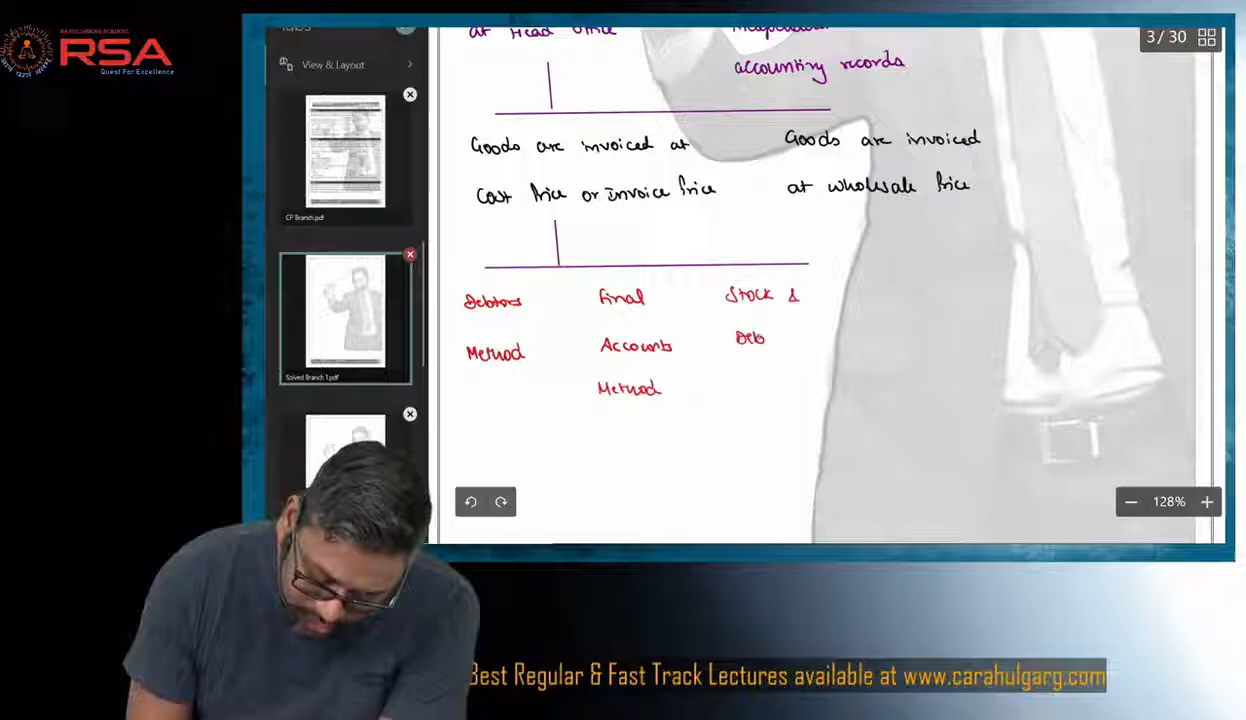 RSA
Quest For Excellence
View & Layout
CP Branch.pdf
Solved Branch 1.pdf
3 / 30
at Head Office
accounting records
Goods are invoiced at
Cost Price or Invoice Price
Goods are invoiced
at wholesale Price
Debtors
Method
Final
Accounts
Method
Stock &
Deb
128%
Best Regular & Fast Track Lectures available at www.carahulgarg.com